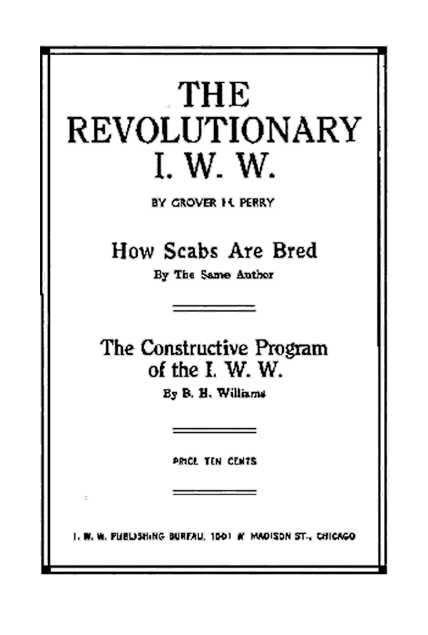 THE
REVOLUTIONARY
I. W. W.
BY GROVER H. PERRY
How Scabs Are Bred
By The Same Author
The Constructive Program
of the I. W. W.
By B. H. Williams
PRICE TEN CENTS
I. W. W. PUBLISHING BUREAU, 1001 W MADISON ST., CHICAGO